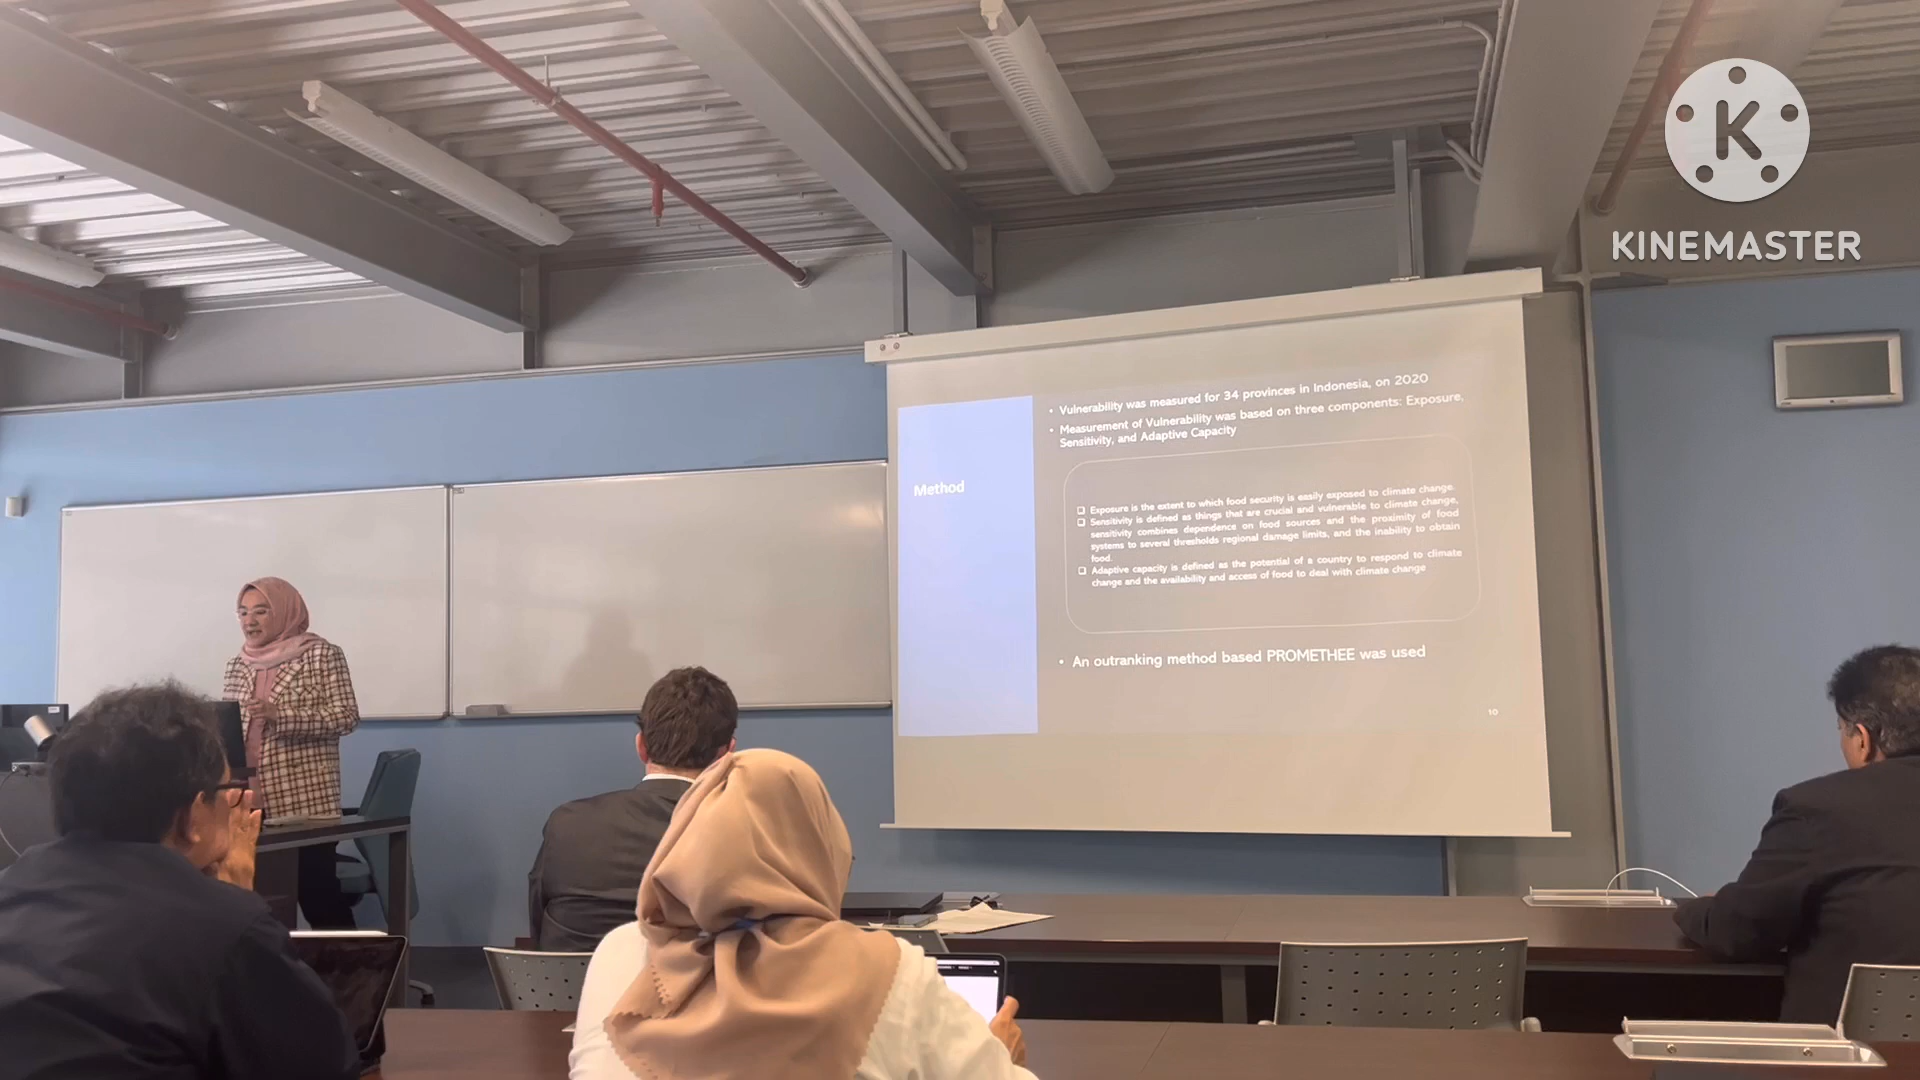 K
KINEMASTER
Method
• Vulnerability was measured for 34 provinces in Indonesia, on 2020
• Measurement of Vulnerability was based on three components: Exposure,
Sensitivity, and Adaptive Capacity
❑ Exposure is the extent to which food security is easily exposed to climate change.
❑ Sensitivity is defined as things that are crucial and vulnerable to climate change,
sensitivity combines dependence on food sources and the proximity of food
systems to several thresholds regional damage limits, and the inability to obtain
food.
❑ Adaptive capacity is defined as the potential of a country to respond to climate
change and the availability and access of food to deal with climate change
• An outranking method based PROMETHEE was used
10